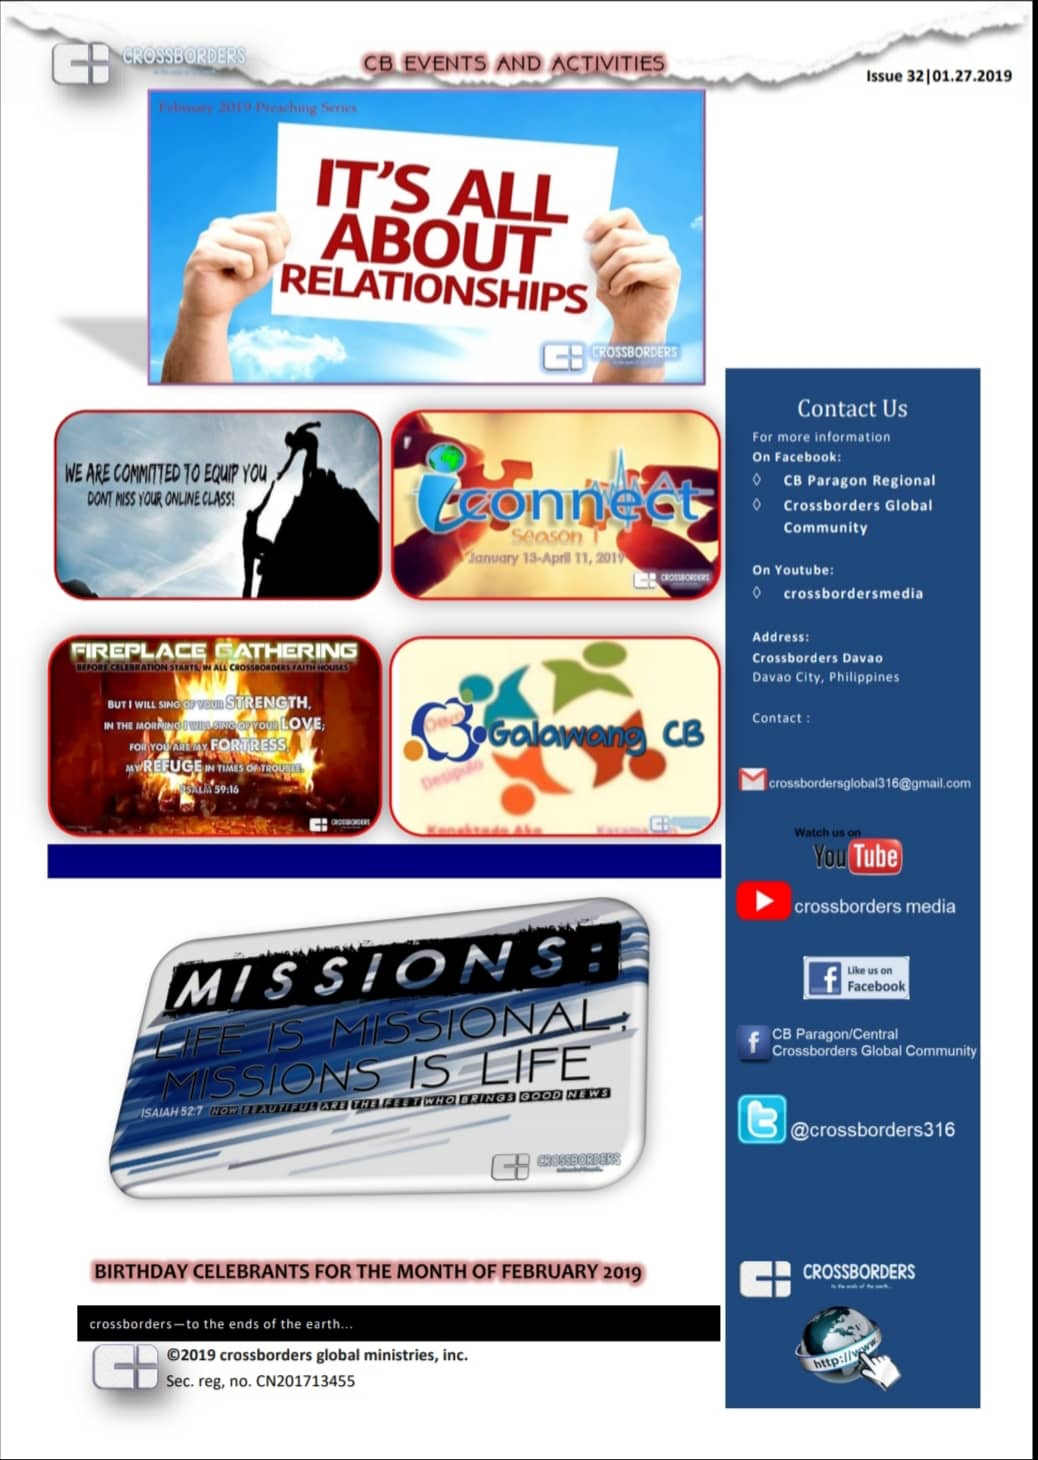 CROSSBORDERS
CB EVENTS AND ACTIVITIES
Issue 32|01.27.2019
February 2019 Preaching Series
IT'S ALL
ABOUT
RELATIONSHIPS
CROSSBORDERS
WE ARE COMMITTED TO EQUIP YOU
DONT MISS YOUR ONLINE CLASS!
iconnect
Season 1
January 13-April 11, 2019
CROSSBORDERS
FIREPLACE GATHERING
BEFORE CELEBRATION STARTS, IN ALL CROSSBORDERS FAITH HOUSES
BUT I WILL SING OF YOUR STRENGTH,
IN THE MORNING I WILL SING OF YOUR LOVE;
FOR YOU ARE MY FORTRESS,
MY REFUGE IN TIMES OF TROUBLE.
PSALM 59:16
CROSSBORDERS
Galawang CB
Desipulo
Konektado Ako
MISSIONS:
LIFE IS MISSIONAL;
MISSIONS IS LIFE
ISAIAH 52:7 HOW BEAUTIFUL ARE THE FEET WHO BRINGS GOOD NEWS
CROSSBORDERS
BIRTHDAY CELEBRANTS FOR THE MONTH OF FEBRUARY 2019
crossborders—to the ends of the earth...
©2019 crossborders global ministries, inc.
Sec. reg, no. CN201713455
Contact Us
For more information
On Facebook:
◊ CB Paragon Regional
◊ Crossborders Global
Community
On Youtube:
◊ crossbordersmedia
Address:
Crossborders Davao
Davao City, Philippines
Contact :
crossbordersglobal316@gmail.com
Watch us on
YouTube
crossborders media
Like us on
Facebook
CB Paragon/Central
Crossborders Global Community
@crossborders316
CROSSBORDERS
to the ends of the earth...
http://www.